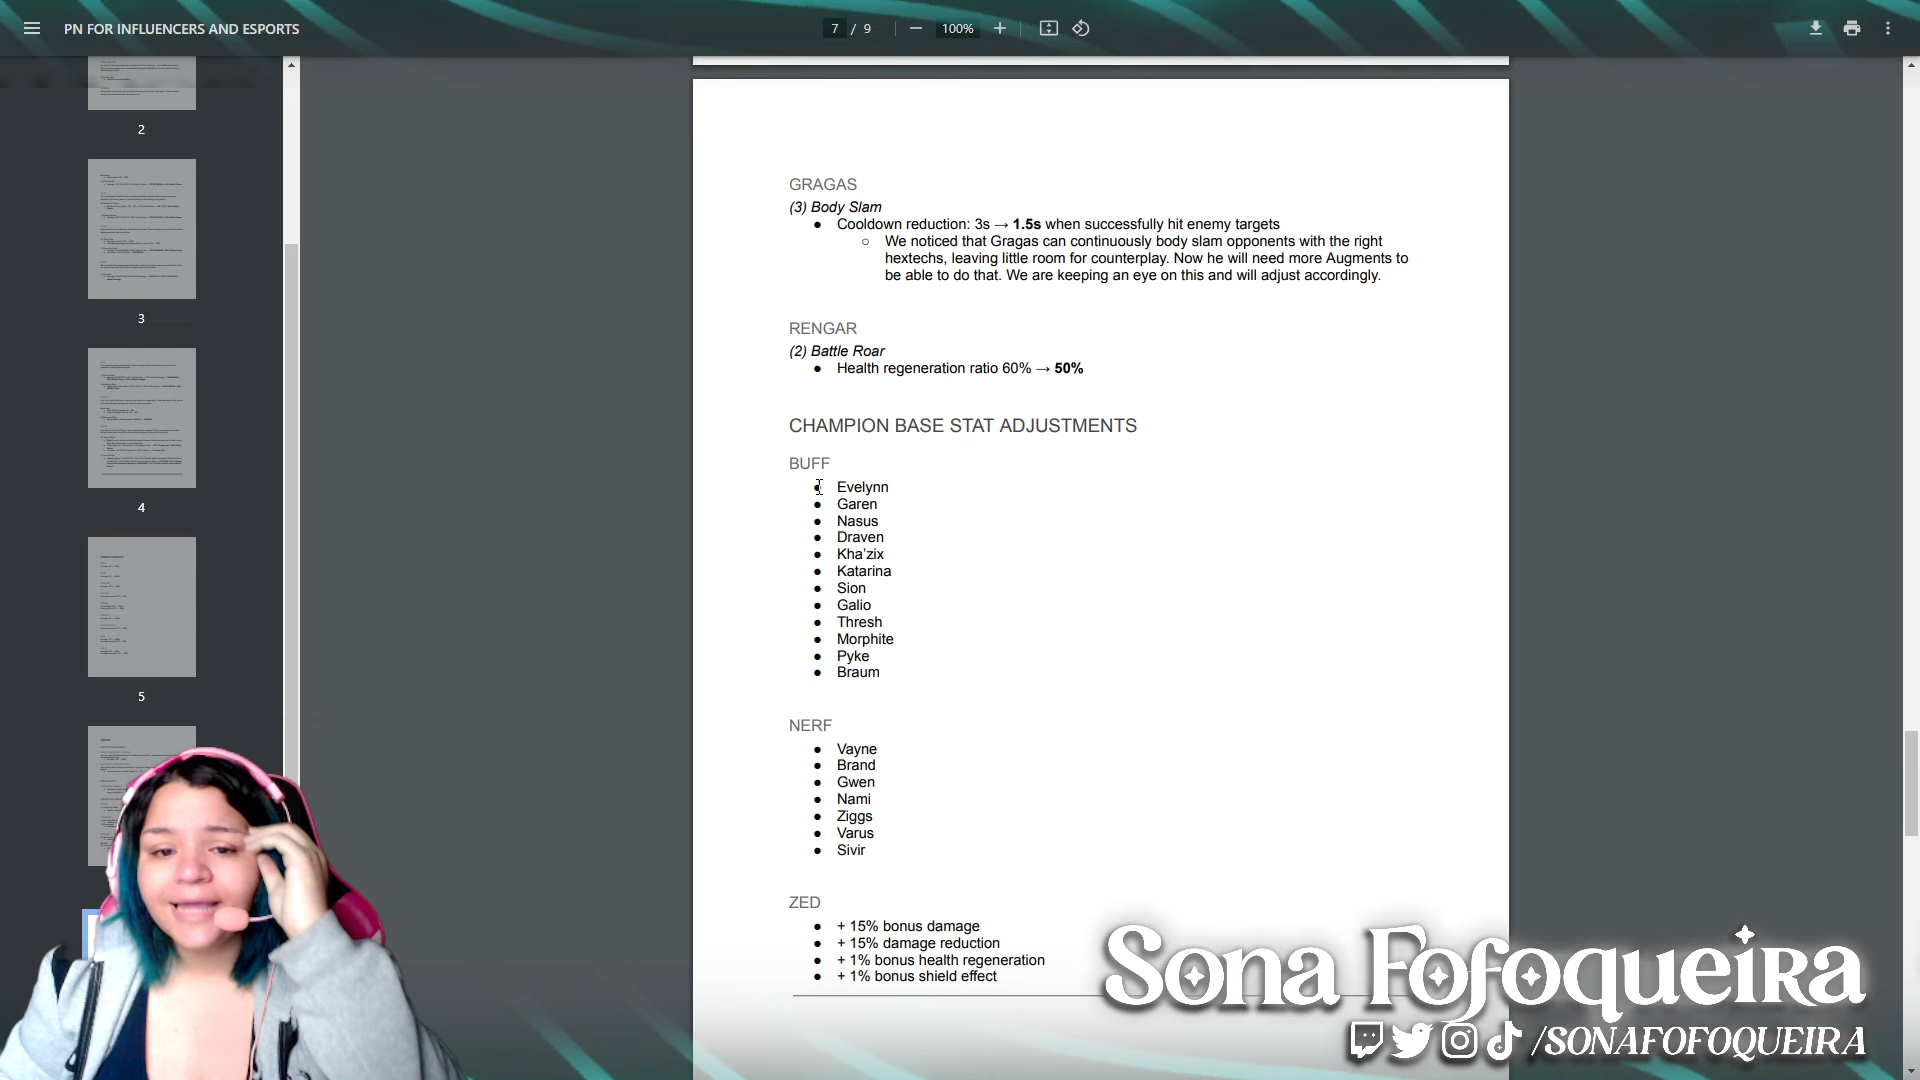 PN FOR INFLUENCERS AND ESPORTS
7 / 9
100%
2
3
4
5
GRAGAS
(3) Body Slam
● Cooldown reduction: 3s → 1.5s when successfully hit enemy targets
○ We noticed that Gragas can continuously body slam opponents with the right
hextechs, leaving little room for counterplay. Now he will need more Augments to
be able to do that. We are keeping an eye on this and will adjust accordingly.
RENGAR
(2) Battle Roar
● Health regeneration ratio 60% → 50%
CHAMPION BASE STAT ADJUSTMENTS
BUFF
● Evelynn
● Garen
● Nasus
● Draven
● Kha’zix
● Katarina
● Sion
● Galio
● Thresh
● Morphite
● Pyke
● Braum
NERF
● Vayne
● Brand
● Gwen
● Nami
● Ziggs
● Varus
● Sivir
ZED
● + 15% bonus damage
● + 15% damage reduction
● + 1% bonus health regeneration
● + 1% bonus shield effect
Sona Fofoqueira
/SONAFOFOQUEIRA